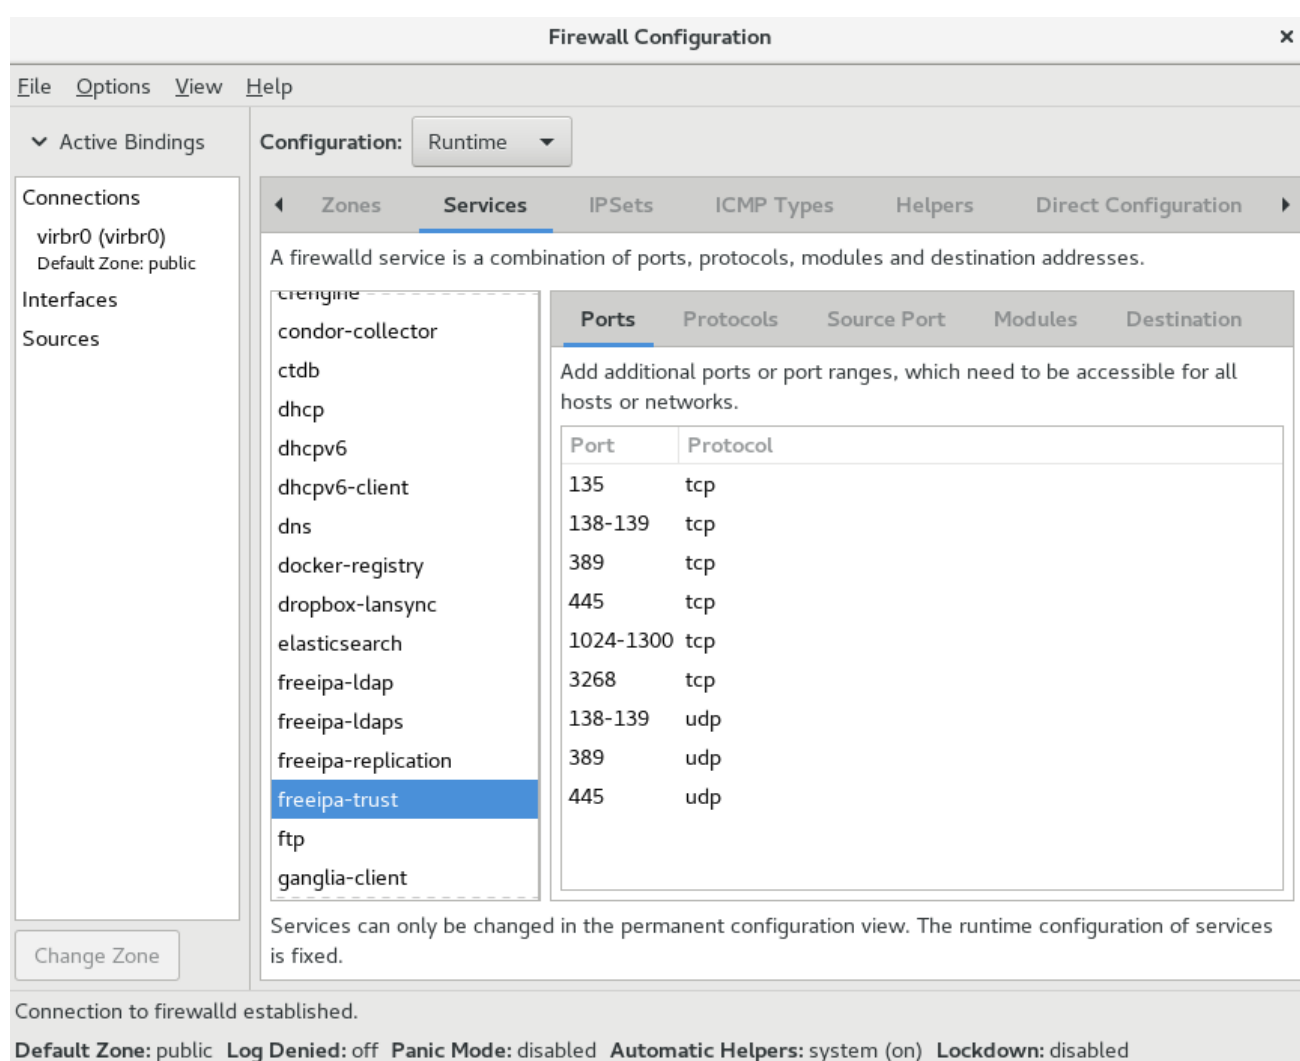 Firewall Configuration
File Options View Help
Active Bindings
Configuration: Runtime
Connections
virbr0 (virbr0)
Default Zone: public
Interfaces
Sources
Change Zone
Zones Services IPSets ICMP Types Helpers Direct Configuration
A firewalld service is a combination of ports, protocols, modules and destination addresses.
condor-collector
ctdb
dhcp
dhcpv6
dhcpv6-client
dns
docker-registry
dropbox-lansync
elasticsearch
freeipa-ldap
freeipa-ldaps
freeipa-replication
freeipa-trust
ftp
ganglia-client
Ports Protocols Source Port Modules Destination
Add additional ports or port ranges, which need to be accessible for all
hosts or networks.
Port Protocol
135 tcp
138-139 tcp
389 tcp
445 tcp
1024-1300 tcp
3268 tcp
138-139 udp
389 udp
445 udp
Services can only be changed in the permanent configuration view. The runtime configuration of services
is fixed.
Connection to firewalld established.
Default Zone: public Log Denied: off Panic Mode: disabled Automatic Helpers: system (on) Lockdown: disabled